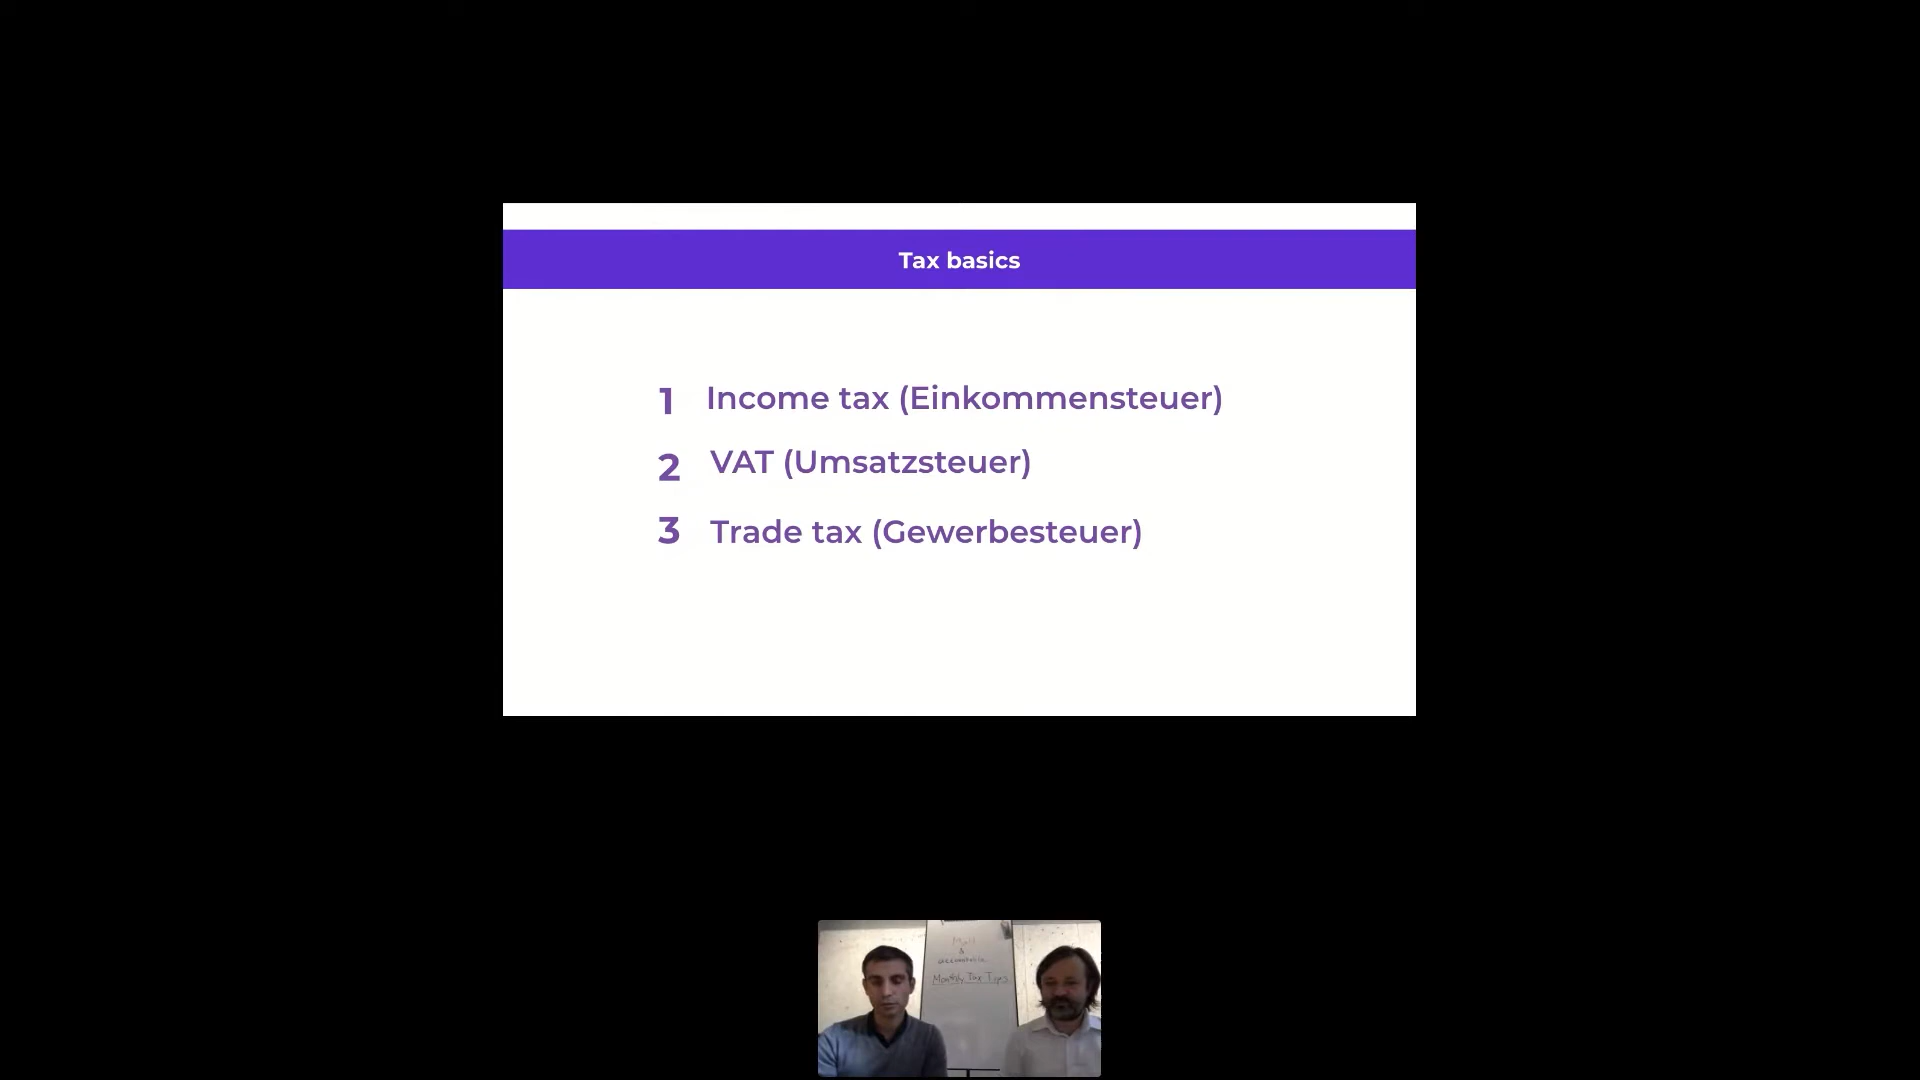 Tax basics
1 Income tax (Einkommensteuer)
2 VAT (Umsatzsteuer)
3 Trade tax (Gewerbesteuer)
&
Monthly Tax Tips